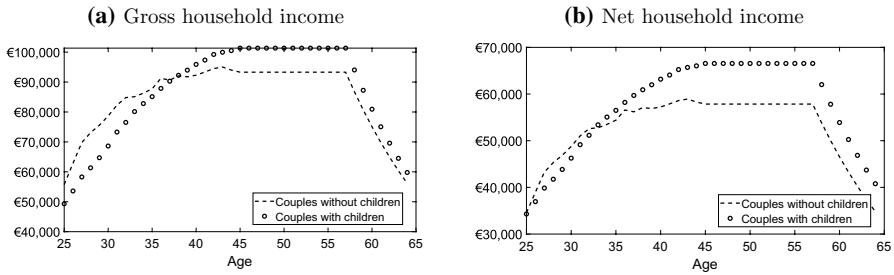 (a) Gross household income
€100,000
€90,000
€80,000
€70,000
€60,000
€50,000
€40,000
25 30 35 40 45 50 55 60 65
Age
Couples without children
Couples with children
(b) Net household income
€70,000
€60,000
€50,000
€40,000
€30,000
25 30 35 40 45 50 55 60 65
Age
Couples without children
Couples with children